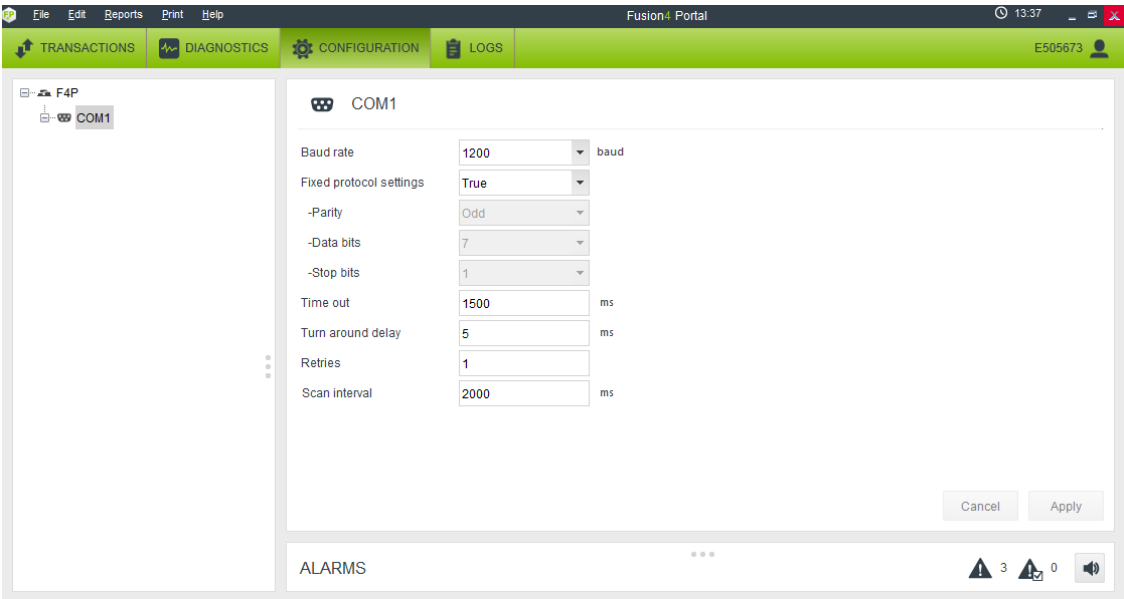 FP File Edit Reports Print Help Fusion4 Portal 13:37
TRANSACTIONS DIAGNOSTICS CONFIGURATION LOGS E505673
F4P
COM1
COM1
Baud rate 1200 baud
Fixed protocol settings True
-Parity Odd
-Data bits 7
-Stop bits 1
Time out 1500 ms
Turn around delay 5 ms
Retries 1
Scan interval 2000 ms
Cancel Apply
ALARMS 3 0